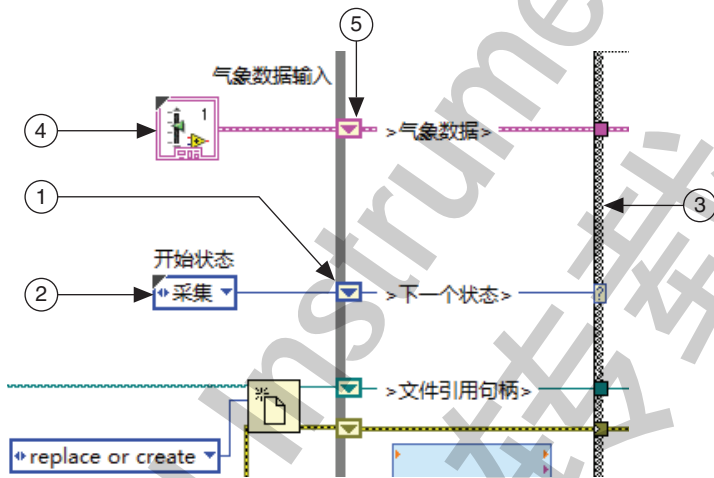 5
气象数据输入
1
4
>气象数据>
1
3
开始状态
2
采集
>下一个状态>
?
>文件引用句柄>
replace or create
Instrume